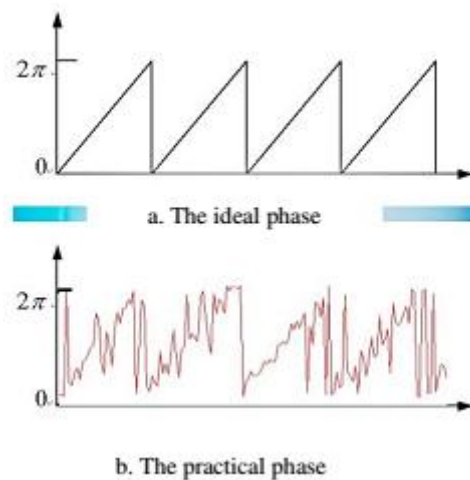 2π
0
a. The ideal phase
2π
0
b. The practical phase